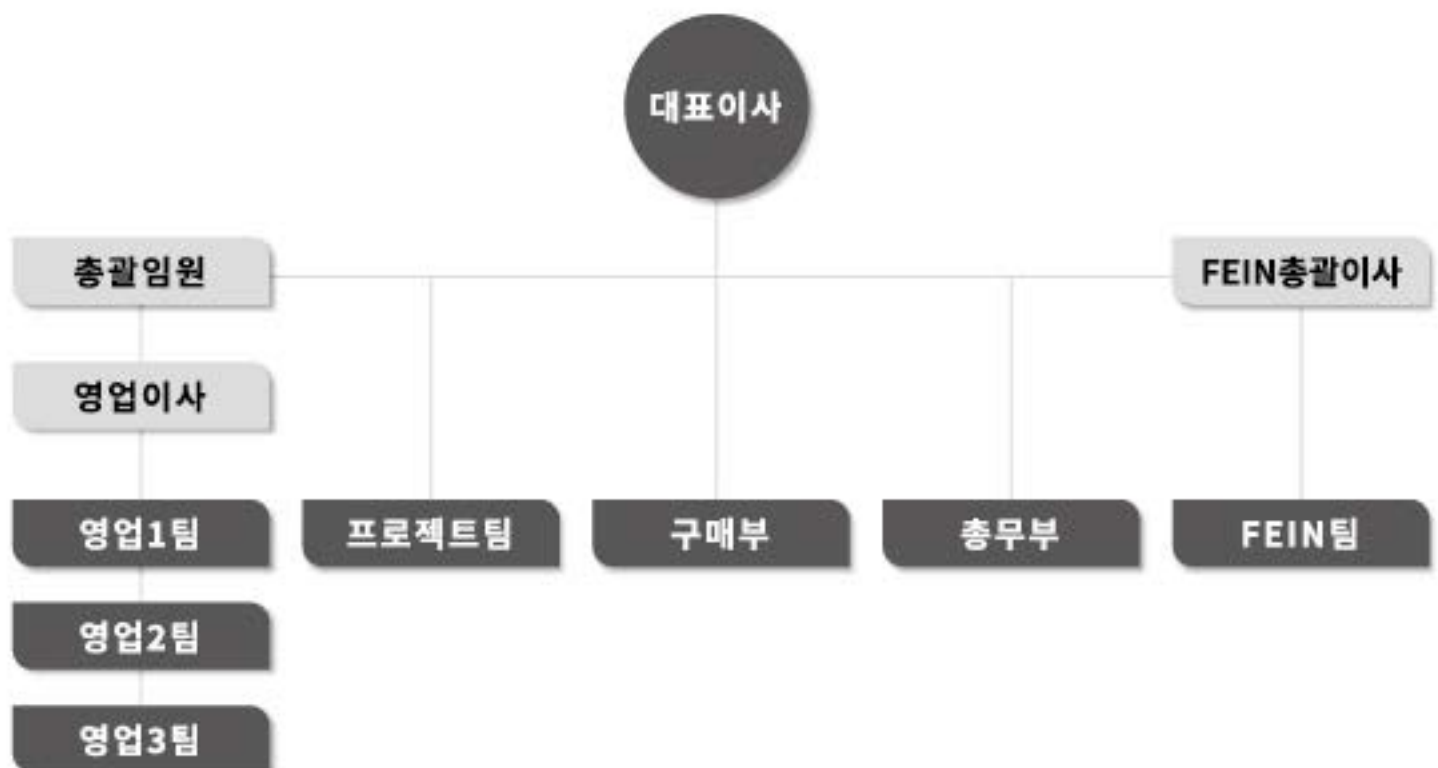 대표이사
총괄임원
FEIN총괄이사
영업이사
영업1팀
프로젝트팀
구매부
총무부
FEIN팀
영업2팀
영업3팀